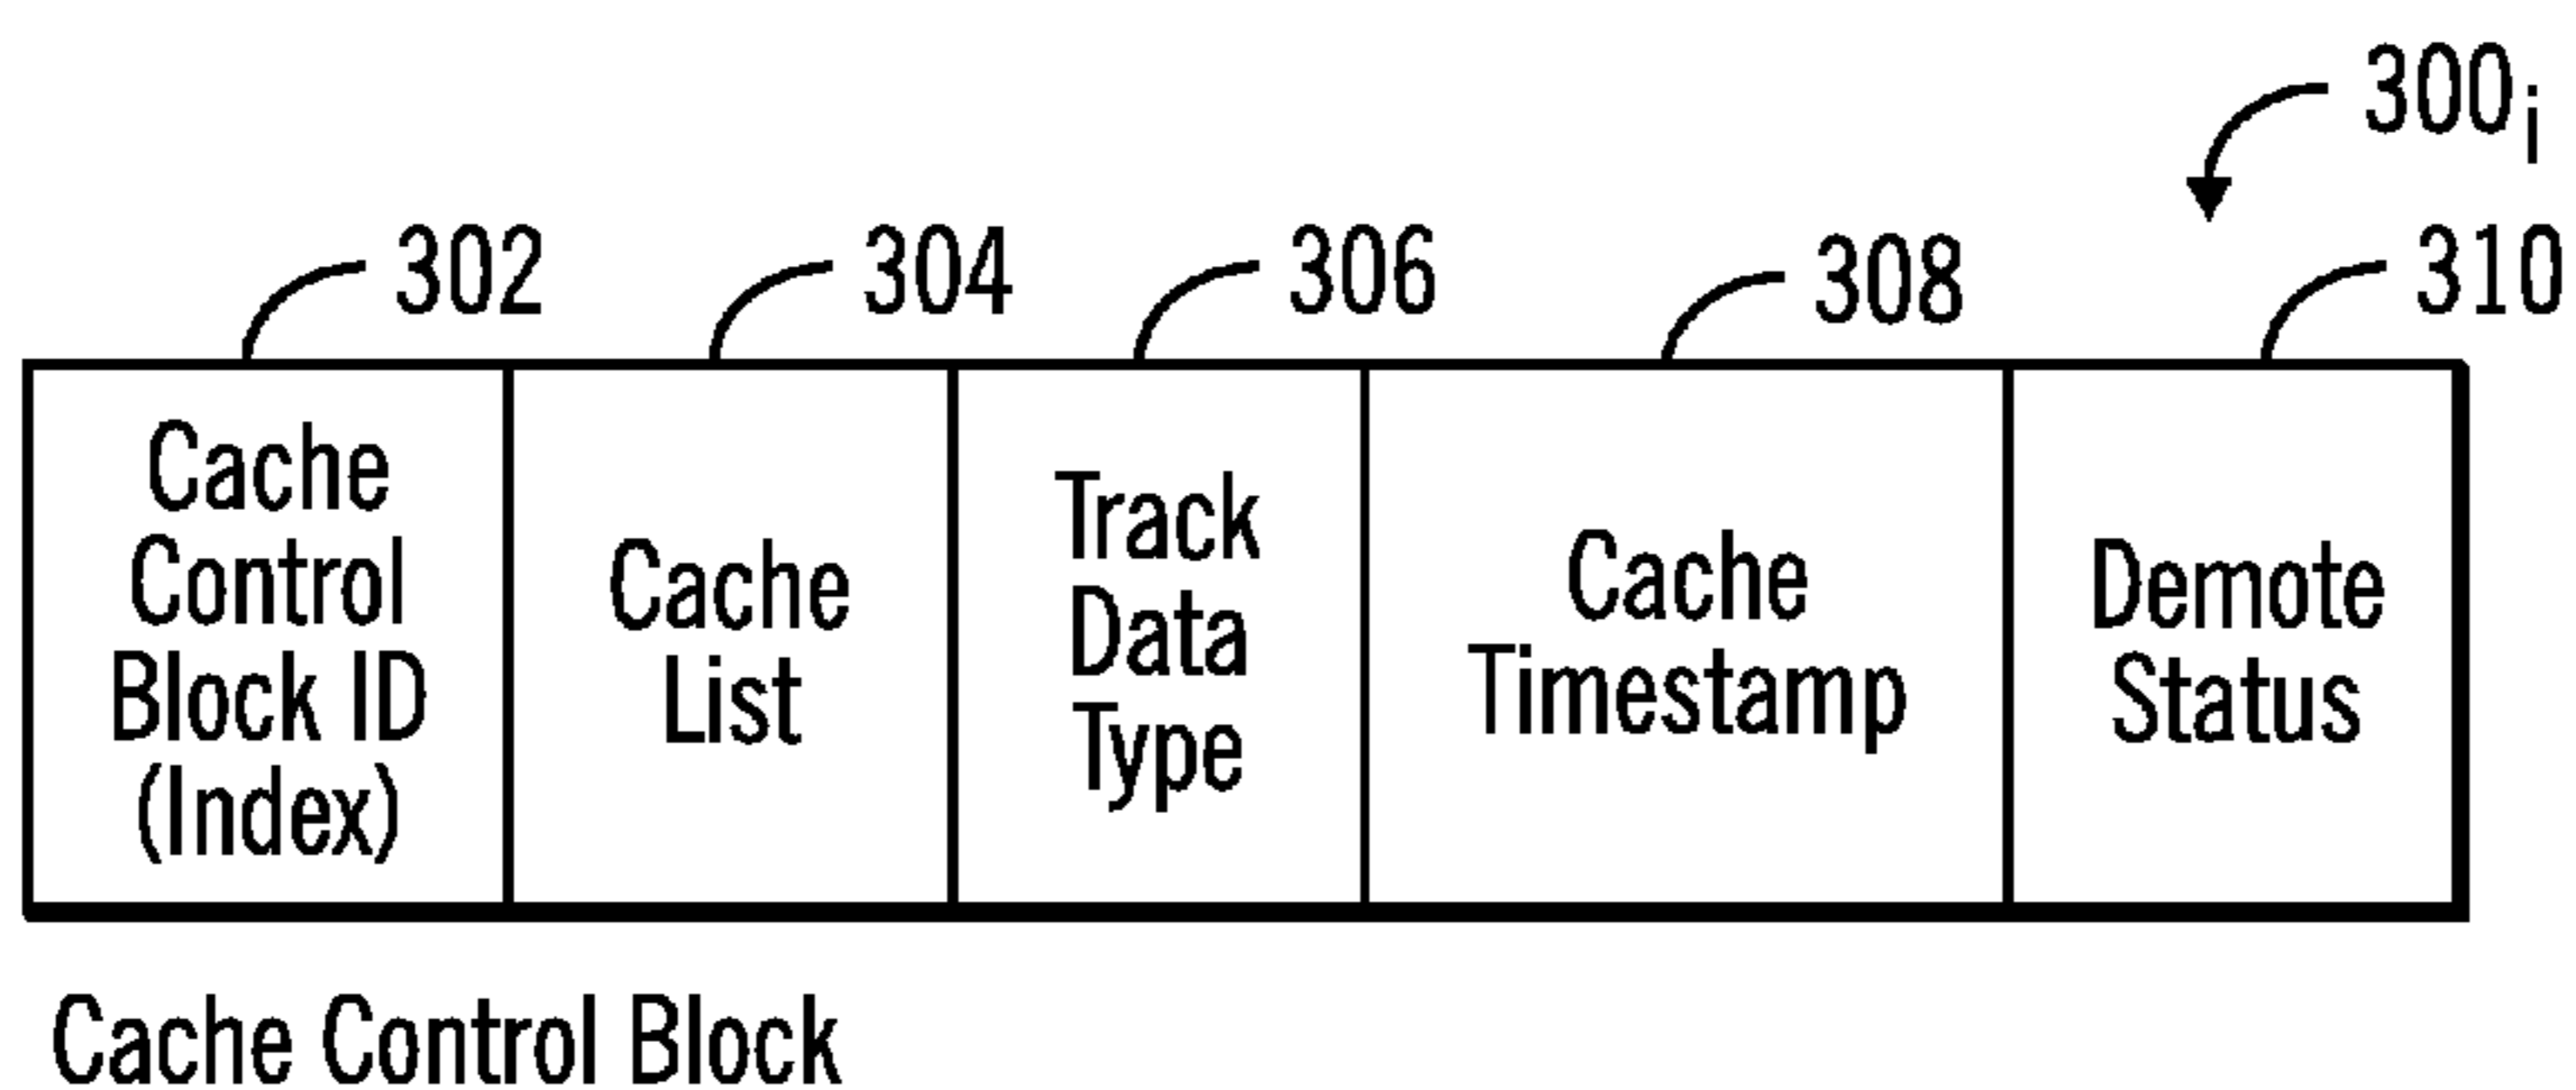 300i
302
304
306
308
310
Cache
Control
Block ID
(Index)
Cache
List
Track
Data
Type
Cache
Timestamp
Demote
Status
Cache Control Block